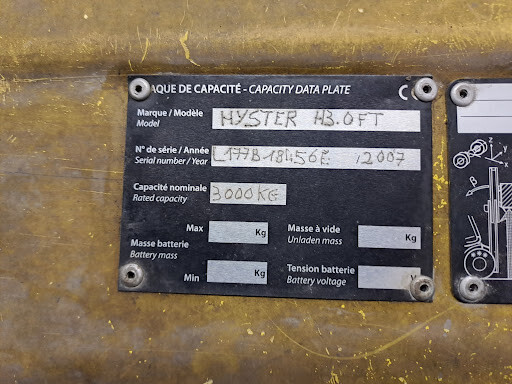 AQUE DE CAPACITÉ - CAPACITY DATA PLATE CE
Marque / Modèle HYSTER H3.0FT
Model
N° de série / Année L177B18456E , 2007
Serial number / Year
Capacité nominale 3000KG
Rated capacity
Max Kg Masse à vide Kg
Unladen mass
Masse batterie
Battery mass
Min Kg Tension batterie V
Battery voltage
Z
Y
X
B